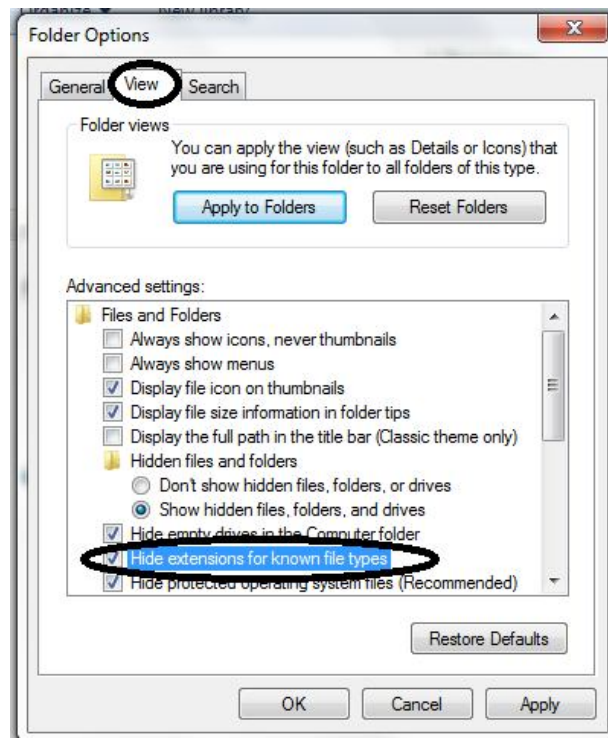 Organize New library
Folder Options
General View Search
Folder views
You can apply the view (such as Details or Icons) that
you are using for this folder to all folders of this type.
Apply to Folders Reset Folders
Advanced settings:
Files and Folders
Always show icons, never thumbnails
Always show menus
Display file icon on thumbnails
Display file size information in folder tips
Display the full path in the title bar (Classic theme only)
Hidden files and folders
Don't show hidden files, folders, or drives
Show hidden files, folders, and drives
Hide empty drives in the Computer folder
Hide extensions for known file types
Hide protected operating system files (Recommended)
Restore Defaults
OK Cancel Apply